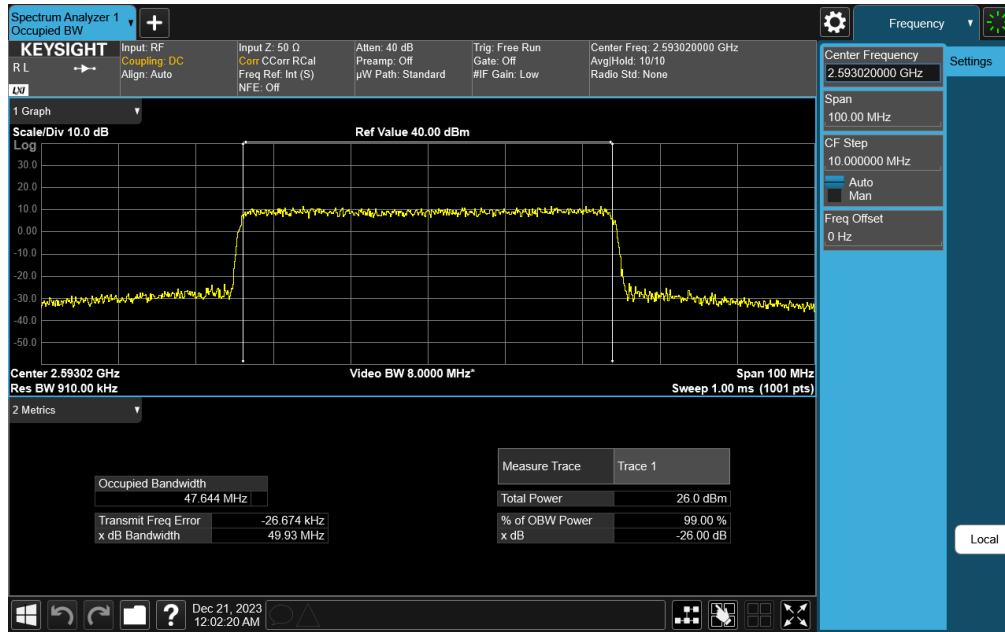 Spectrum Analyzer 1
Occupied BW
Frequency
KEYSIGHT
R L
LXI
Input: RF
Coupling: DC
Align: Auto
Input Z: 50 Ω
Corr CCorr RCal
Freq Ref: Int (S)
NFE: Off
Atten: 40 dB
Preamp: Off
µW Path: Standard
Trig: Free Run
Gate: Off
#IF Gain: Low
Center Freq: 2.593020000 GHz
Avg|Hold: 10/10
Radio Std: None
Center Frequency
2.593020000 GHz
Settings
Span
100.00 MHz
CF Step
10.000000 MHz
Auto
Man
Freq Offset
0 Hz
Local
1 Graph
Scale/Div 10.0 dB
Ref Value 40.00 dBm
Log
30.0
20.0
10.0
0.00
-10.0
-20.0
-30.0
-40.0
-50.0
Center 2.59302 GHz
Video BW 8.0000 MHz*
Span 100 MHz
Res BW 910.00 kHz
Sweep 1.00 ms (1001 pts)
2 Metrics
Occupied Bandwidth
47.644 MHz
Transmit Freq Error -26.674 kHz
x dB Bandwidth 49.93 MHz
Measure Trace Trace 1
Total Power 26.0 dBm
% of OBW Power 99.00 %
x dB -26.00 dB
Dec 21, 2023
12:02:20 AM